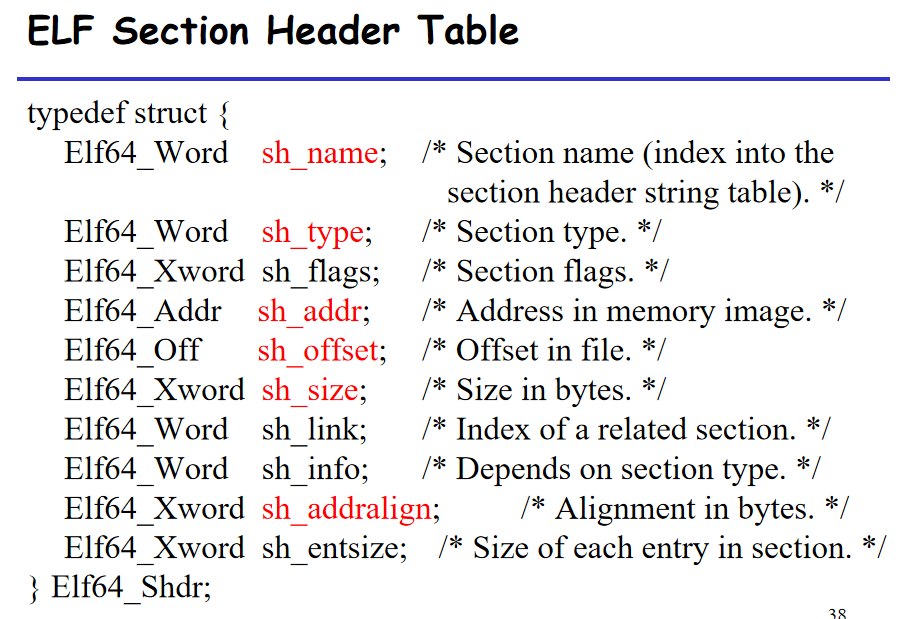 ELF Section Header Table
typedef struct {
Elf64_Word sh_name; /* Section name (index into the
section header string table). */
Elf64_Word sh_type; /* Section type. */
Elf64_Xword sh_flags; /* Section flags. */
Elf64_Addr sh_addr; /* Address in memory image. */
Elf64_Off sh_offset; /* Offset in file. */
Elf64_Xword sh_size; /* Size in bytes. */
Elf64_Word sh_link; /* Index of a related section. */
Elf64_Word sh_info; /* Depends on section type. */
Elf64_Xword sh_addralign; /* Alignment in bytes. */
Elf64_Xword sh_entsize; /* Size of each entry in section. */
} Elf64_Shdr;
38